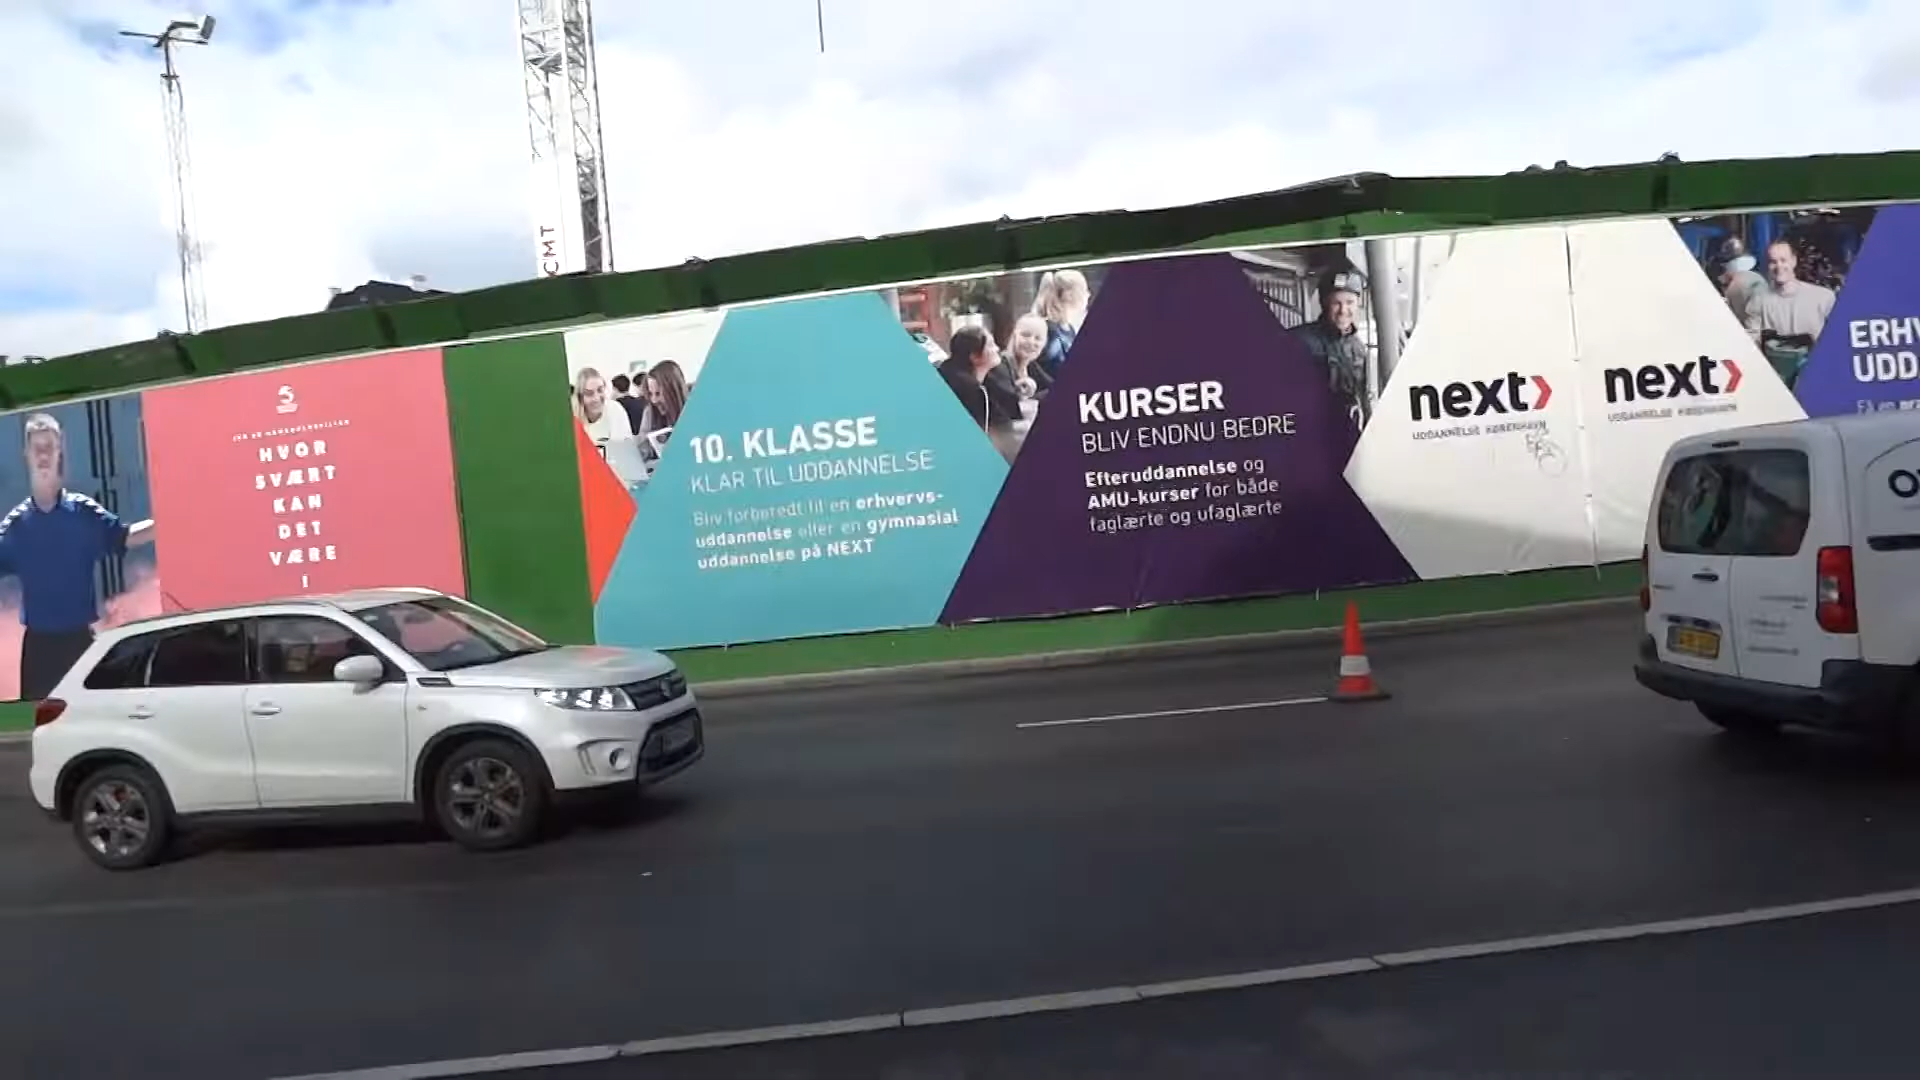 CMT
HVOR
SVÆRT
KAN
DET
VÆRE
!
10. KLASSE
KLAR TIL UDDANNELSE
Bliv forberedt til en erhvervs-
uddannelse eller en gymnasial
uddannelse på NEXT
KURSER
BLIV ENDNU BEDRE
Efteruddannelse og
AMU-kurser for både
faglærte og ufaglærte
next
UDDANNELSE KØBENHAVN
next
UDDANNELSE KØBENHAVN
ERHV
UDD
Få en